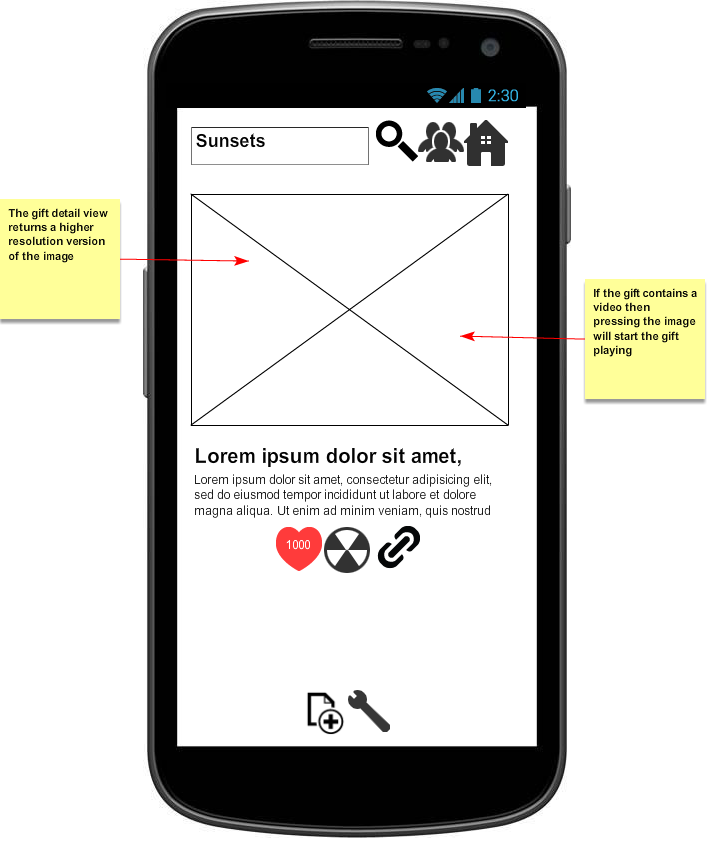 2:30
Sunsets
The gift detail view
returns a higher
resolution version
of the image
If the gift contains a
video then
pressing the image
will start the gift
playing
Lorem ipsum dolor sit amet,
Lorem ipsum dolor sit amet, consectetur adipisicing elit,
sed do eiusmod tempor incididunt ut labore et dolore
magna aliqua. Ut enim ad minim veniam, quis nostrud
1000